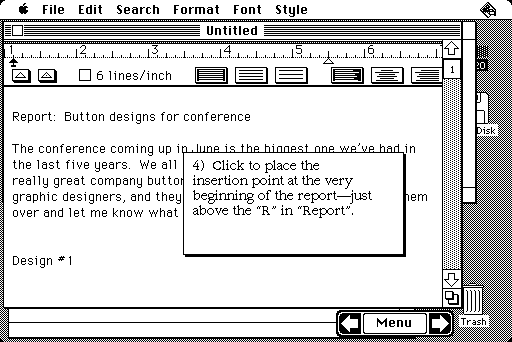 File Edit Search Format Font Style
Untitled
1 2 3 4 5 6
6 lines/inch
1
20
Report: Button designs for conference
The conference coming up in June is the biggest one we've had in
the last five years. We all
really great company button
graphic designers, and they hem
over and let me know what
4) Click to place the
insertion point at the very
beginning of the report—just
above the "R" in "Report".
Design #1
Disk
Menu
Trash